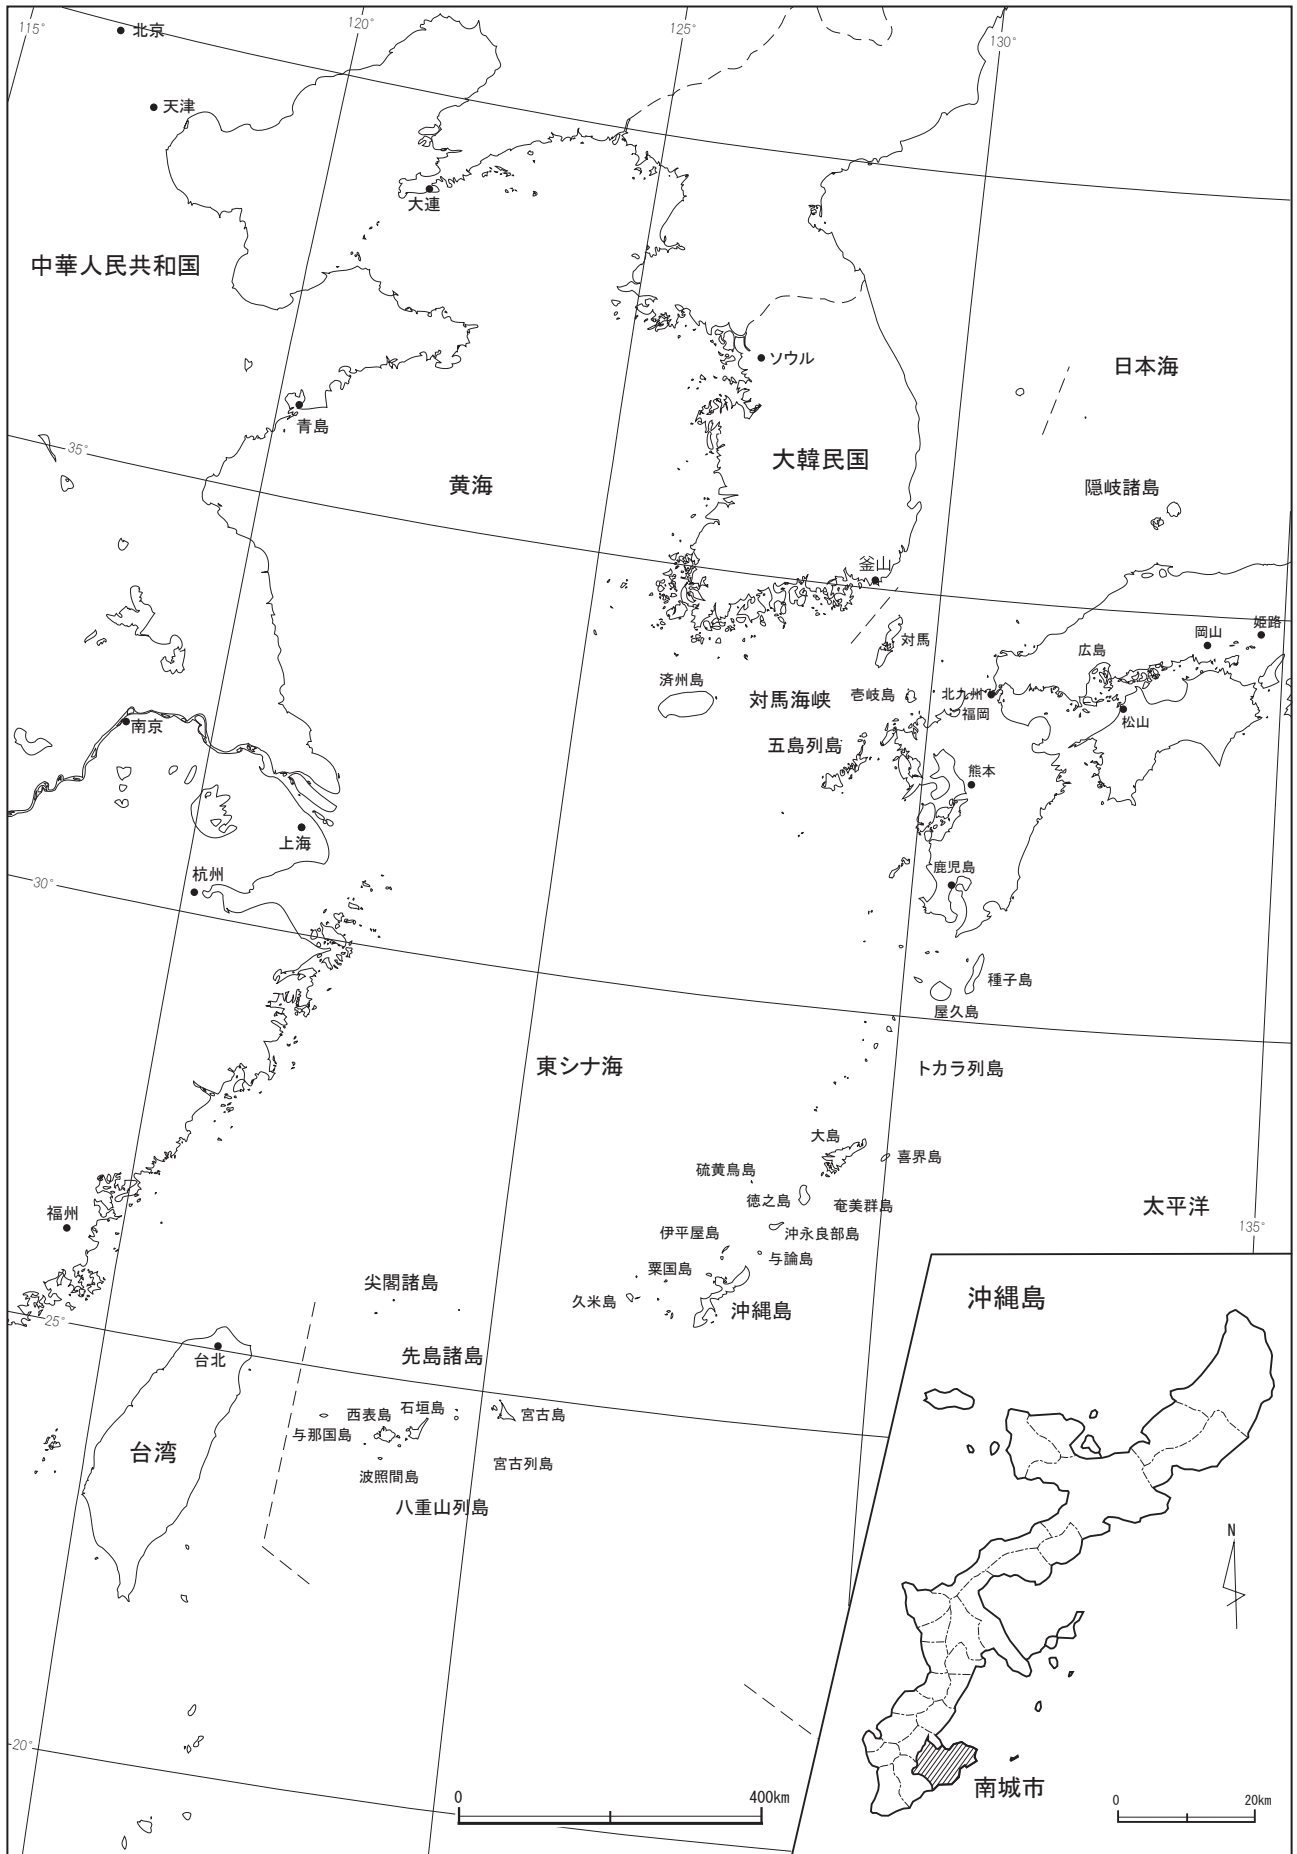 115°
120°
125°
130°
北京
天津
大連
中華人民共和国
ソウル
日本海
青島
35°
大韓民国
黄海
隠岐諸島
釜山
姫路
岡山
対馬
広島
済州島
対馬海峡
壱岐島
北九州
福岡
松山
南京
五島列島
熊本
上海
杭州
鹿児島
30°
種子島
屋久島
東シナ海
トカラ列島
大島
喜界島
硫黄鳥島
徳之島
奄美群島
太平洋
福州
伊平屋島
沖永良部島
135°
与論島
粟国島
尖閣諸島
久米島
沖縄島
25°
台北
先島諸島
西表島
石垣島
宮古島
与那国島
台湾
宮古列島
波照間島
八重山列島
20°
0
400km
沖縄島
N
南城市
0
20km